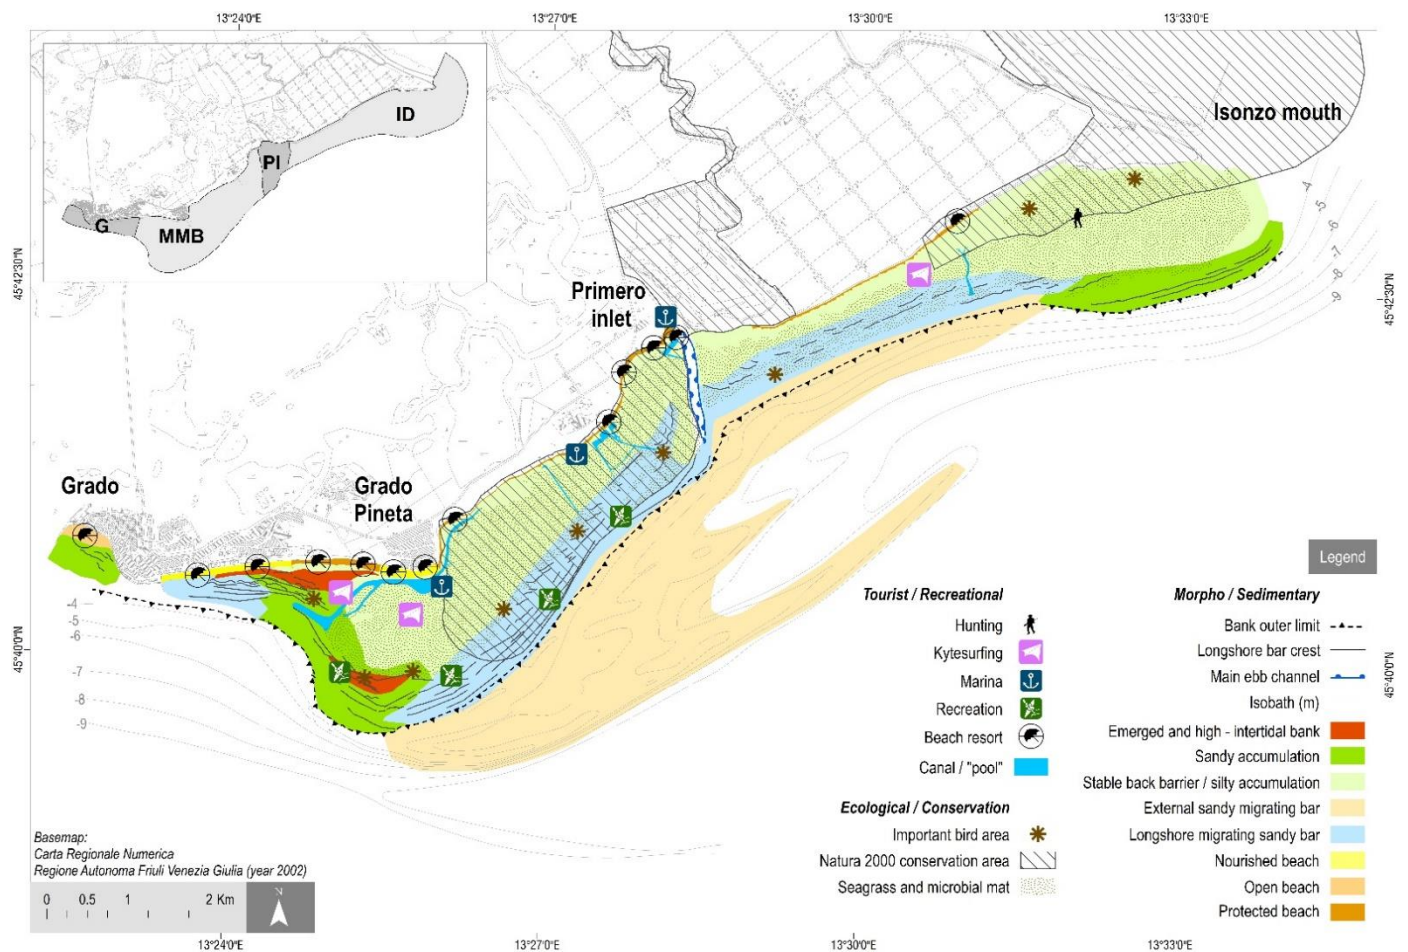 13°24'0"E
13°27'0"E
13°30'0"E
13°33'0"E
ID
PI
G
MMB
Isonzo mouth
-4
-5
-6
-7
-8
-9
45°42'30"N
45°42'30"N
Primero
inlet
Grado
Grado
Pineta
-4
-5
-6
-7
-8
-9
45°40'0"N
45°40'0"N
Legend
Tourist / Recreational
Hunting
Kytesurfing
Marina
Recreation
Beach resort
Canal / "pool"
Ecological / Conservation
Important bird area
Natura 2000 conservation area
Seagrass and microbial mat
Morpho / Sedimentary
Bank outer limit
Longshore bar crest
Main ebb channel
Isobath (m)
Emerged and high - intertidal bank
Sandy accumulation
Stable back barrier / silty accumulation
External sandy migrating bar
Longshore migrating sandy bar
Nourished beach
Open beach
Protected beach
Basemap:
Carta Regionale Numerica
Regione Autonoma Friuli Venezia Giulia (year 2002)
0 0.5 1 2 Km
N
13°24'0"E
13°27'0"E
13°30'0"E
13°33'0"E